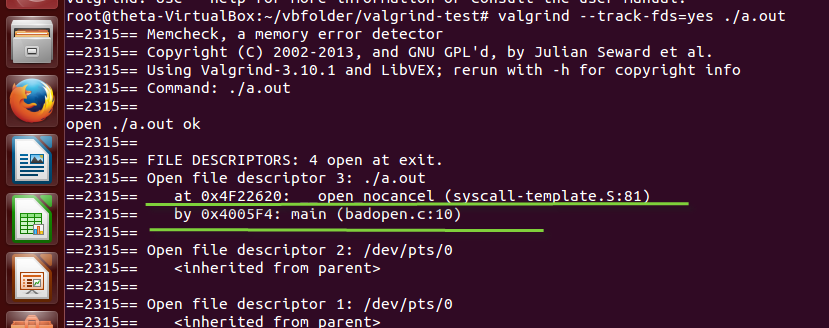 valgrind: Use --help for more information or consult the user manual.
root@theta-VirtualBox:~/vbfolder/valgrind-test# valgrind --track-fds=yes ./a.out
==2315== Memcheck, a memory error detector
==2315== Copyright (C) 2002-2013, and GNU GPL'd, by Julian Seward et al.
==2315== Using Valgrind-3.10.1 and LibVEX; rerun with -h for copyright info
==2315== Command: ./a.out
==2315==
open ./a.out ok
==2315==
==2315== FILE DESCRIPTORS: 4 open at exit.
==2315== Open file descriptor 3: ./a.out
==2315==    at 0x4F22620: __open_nocancel (syscall-template.S:81)
==2315==    by 0x4005F4: main (badopen.c:10)
==2315==
==2315== Open file descriptor 2: /dev/pts/0
==2315==    <inherited from parent>
==2315==
==2315== Open file descriptor 1: /dev/pts/0
==2315==    <inherited from parent>